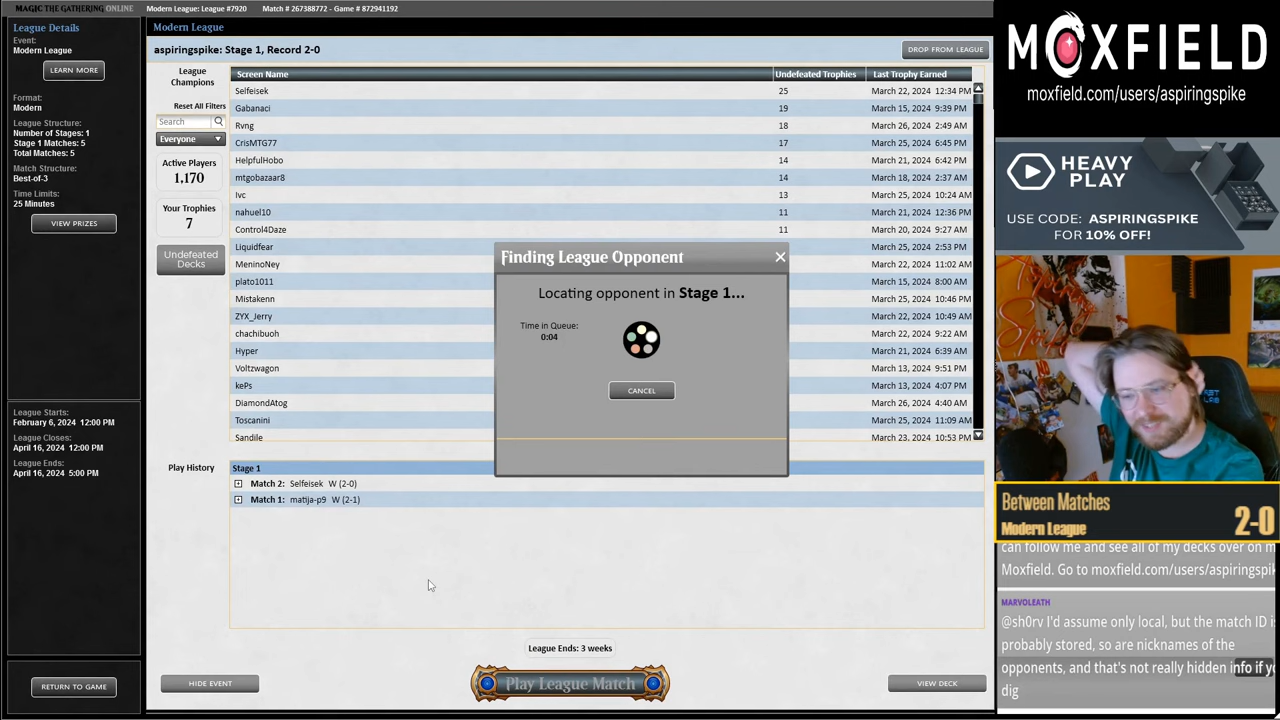 MAGIC THE GATHERING ONLINE
Modern League: League #7920
Match # 267388772 - Game # 872941192
League Details
Event:
Modern League
LEARN MORE
Format:
Modern
League Structure:
Number of Stages: 1
Stage 1 Matches: 5
Total Matches: 5
Match Structure:
Best-of-3
Time Limits:
25 Minutes
VIEW PRIZES
League Starts:
February 6, 2024 12:00 PM
League Closes:
April 16, 2024 12:00 PM
League Ends:
April 16, 2024 5:00 PM
RETURN TO GAME
Modern League
aspiringspike: Stage 1, Record 2-0
DROP FROM LEAGUE
League
Champions
Reset All Filters
Search
Everyone
Active Players
1,170
Your Trophies
7
Undefeated
Decks
Screen Name Undefeated Trophies Last Trophy Earned
Selfeisek 25 March 22, 2024 12:34 PM
Gabanaci 19 March 15, 2024 9:39 PM
Rvng 18 March 26, 2024 2:49 AM
CrisMTG77 17 March 25, 2024 6:45 PM
HelpfulHobo 14 March 21, 2024 6:42 PM
mtgobazaar8 14 March 18, 2024 2:37 AM
lvc 13 March 25, 2024 10:24 AM
nahuel10 11 March 21, 2024 12:36 PM
Control4Daze 11 March 20, 2024 9:27 AM
Liquidfear March 25, 2024 2:53 PM
MeninoNey March 22, 2024 11:02 AM
plato1011 March 15, 2024 8:00 AM
Mistakenn March 25, 2024 10:46 PM
ZYX_Jerry March 22, 2024 10:49 AM
chachibuoh March 22, 2024 9:22 AM
Hyper March 21, 2024 6:39 AM
Voltzwagon March 13, 2024 9:51 PM
kePs March 13, 2024 4:07 PM
DiamondAtog March 26, 2024 4:40 AM
Toscanini March 25, 2024 11:09 AM
Sandile March 23, 2024 10:53 PM
Finding League Opponent
Locating opponent in Stage 1...
Time in Queue:
0:04
CANCEL
Play History
Stage 1
Match 2: Selfeisek W (2-0)
Match 1: matija-p9 W (2-1)
League Ends: 3 weeks
HIDE EVENT
Play League Match
VIEW DECK
MOXFIELD
moxfield.com/users/aspiringspike
HEAVY
PLAY
USE CODE: ASPIRINGSPIKE
FOR 10% OFF!
Between Matches
Modern League
2-0
can follow me and see all of my decks over on m
Moxfield. Go to moxfield.com/users/aspiringspik
MARVOLEATH
@sh0rv I'd assume only local, but the match ID is
probably stored, so are nicknames of the
opponents, and that's not really hidden info if y
dig